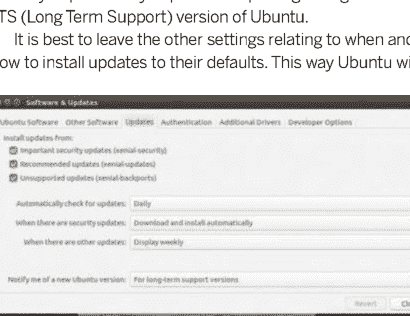 TS (Long Term Support) version of Ubuntu.
It is best to leave the other settings relating to when and
ow to install updates to their defaults. This way Ubuntu wi
Software & Updates
Ubuntu Software Other Software Updates Authentication Additional Drivers Developer Options
Install updates from:
Important security updates (xenial-security)
Recommended updates (xenial-updates)
Unsupported updates (xenial-backports)
Automatically check for updates: Daily
When there are security updates: Download and install automatically
When there are other updates: Display weekly
Notify me of a new Ubuntu version: For long-term support versions
Revert Clo